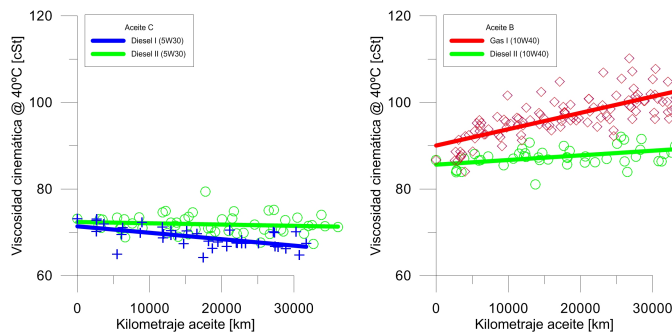 120
100
80
60
Viscosidad cinemática @ 40ºC [cSt]
Aceite C
Diesel I (5W30)
Diesel II (5W30)
0
10000
20000
30000
Kilometraje aceite [km]
120
100
80
60
Viscosidad cinemática @ 40ºC [cSt]
Aceite B
Gas I (10W40)
Diesel II (10W40)
0
10000
20000
30000
Kilometraje aceite [km]